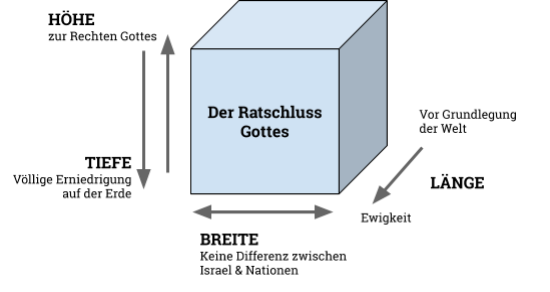 HÖHE
zur Rechten Gottes
Der Ratschluss
Gottes
Vor Grundlegung
der Welt
TIEFE
Völlige Erniedrigung
auf der Erde
LÄNGE
Ewigkeit
BREITE
Keine Differenz zwischen
Israel & Nationen